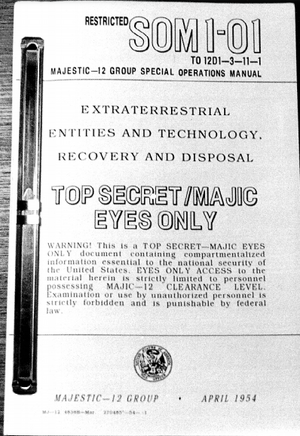 RESTRICTED
SOM 1-01
TO 12D1—3—11—1
MAJESTIC—12 GROUP SPECIAL OPERATIONS MANUAL
EXTRATERRESTRIAL
ENTITIES AND TECHNOLOGY,
RECOVERY AND DISPOSAL
TOP SECRET/MAJIC
EYES ONLY
WARNING! This is a TOP SECRET—MAJIC EYES
ONLY document containing compartmentalized
information essential to the national security of
the United States. EYES ONLY ACCESS to the
material herein is strictly limited to personnel
possessing MAJIC—12 CLEARANCE LEVEL.
Examination or use by unauthorized personnel is
strictly forbidden and is punishable by federal
law.
MAJESTIC—12 GROUP • APRIL 1954